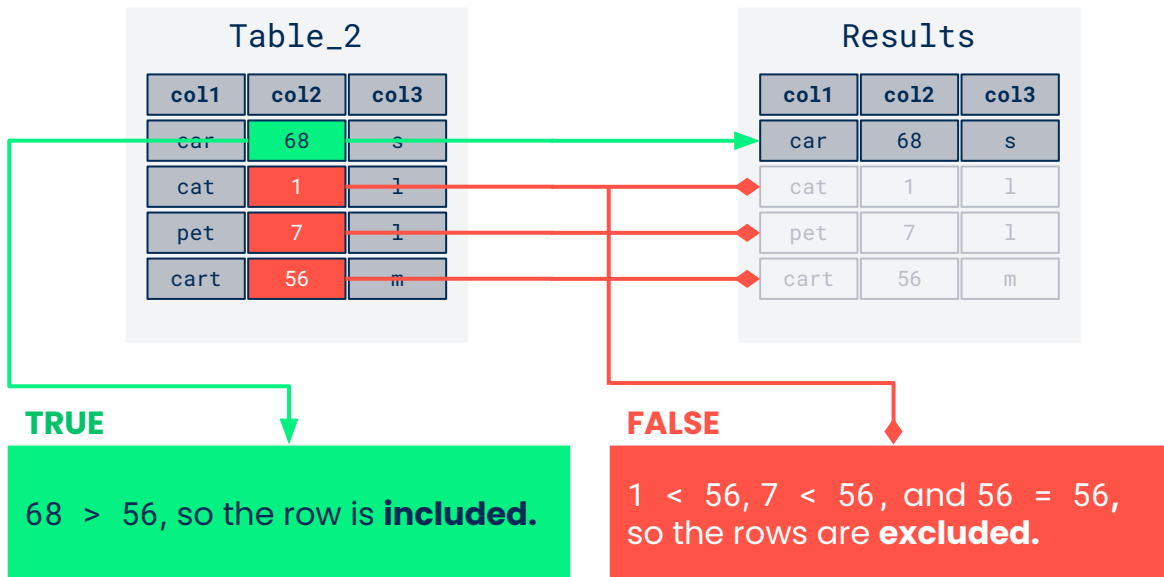 Table_2
col1 col2 col3
car 68 s
cat 1 l
pet 7 l
cart 56 m
Results
col1 col2 col3
car 68 s
cat 1 l
pet 7 l
cart 56 m
TRUE
68 > 56, so the row is included.
FALSE
1 < 56, 7 < 56, and 56 = 56,
so the rows are excluded.